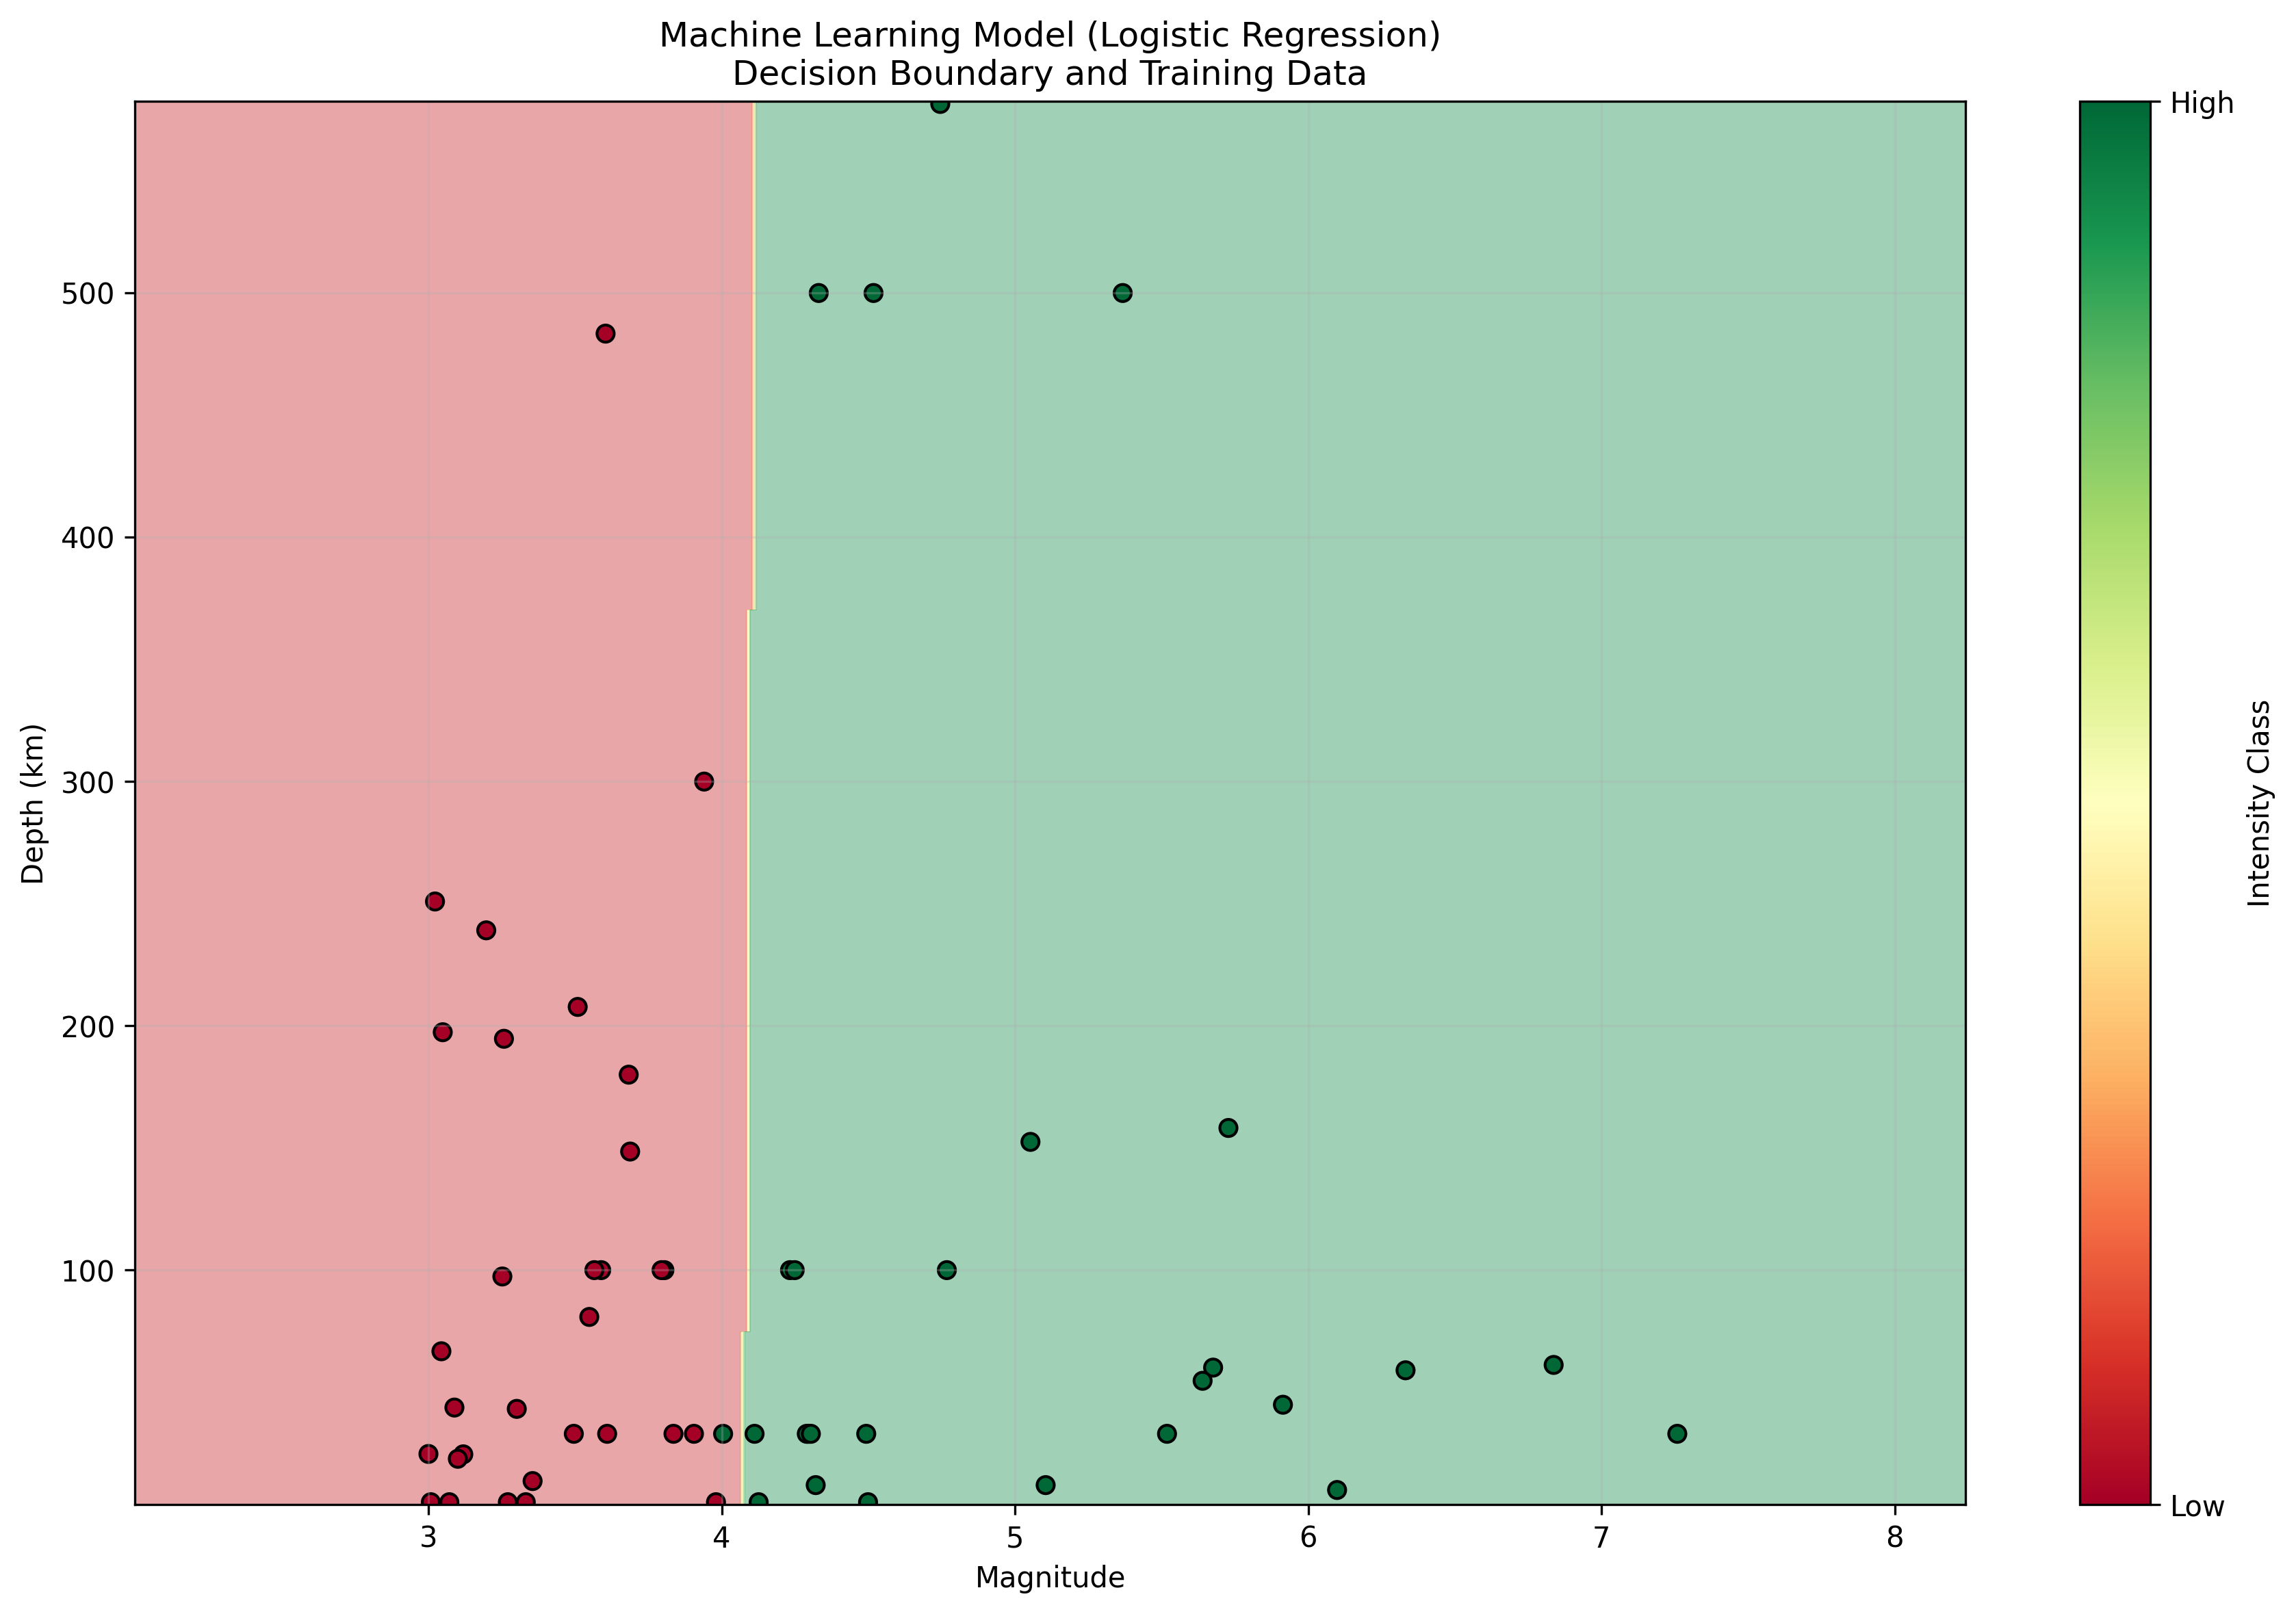 Machine Learning Model (Logistic Regression)
Decision Boundary and Training Data
High
500
400
Depth (km)
300
Intensity Class
200
100
Low
3 4 5 6 7 8
Magnitude